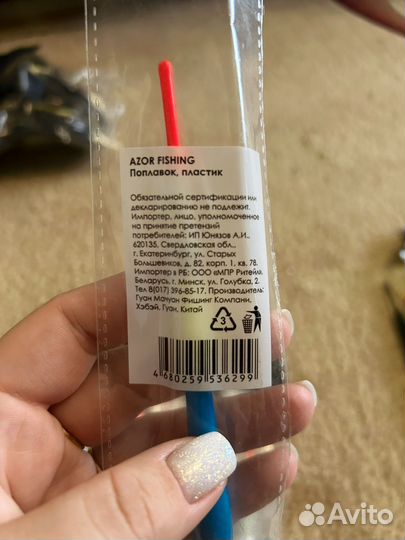 AZOR FISHING
Поплавок, пластик
Обязательной сертификации или
декларированию не подлежит.
Импортер, лицо, уполномоченное
на принятие претензий
потребителей: ИП Юнязов А.И.,
620135, Свердловская обл.,
г. Екатеринбург, ул. Старых
Большевиков, д. 82. корп. 1, кв. 78.
Импортер в РБ: ООО «МПР Ритейл»
Беларусь, г. Минск, ул. Голубка, 2.
Тел 8(017) 396-85-17. Производитель:
Гуан Мачуан Фишинг Компани,
Хэбэй, Гуан, Китай
3
4680259 536299
Avito